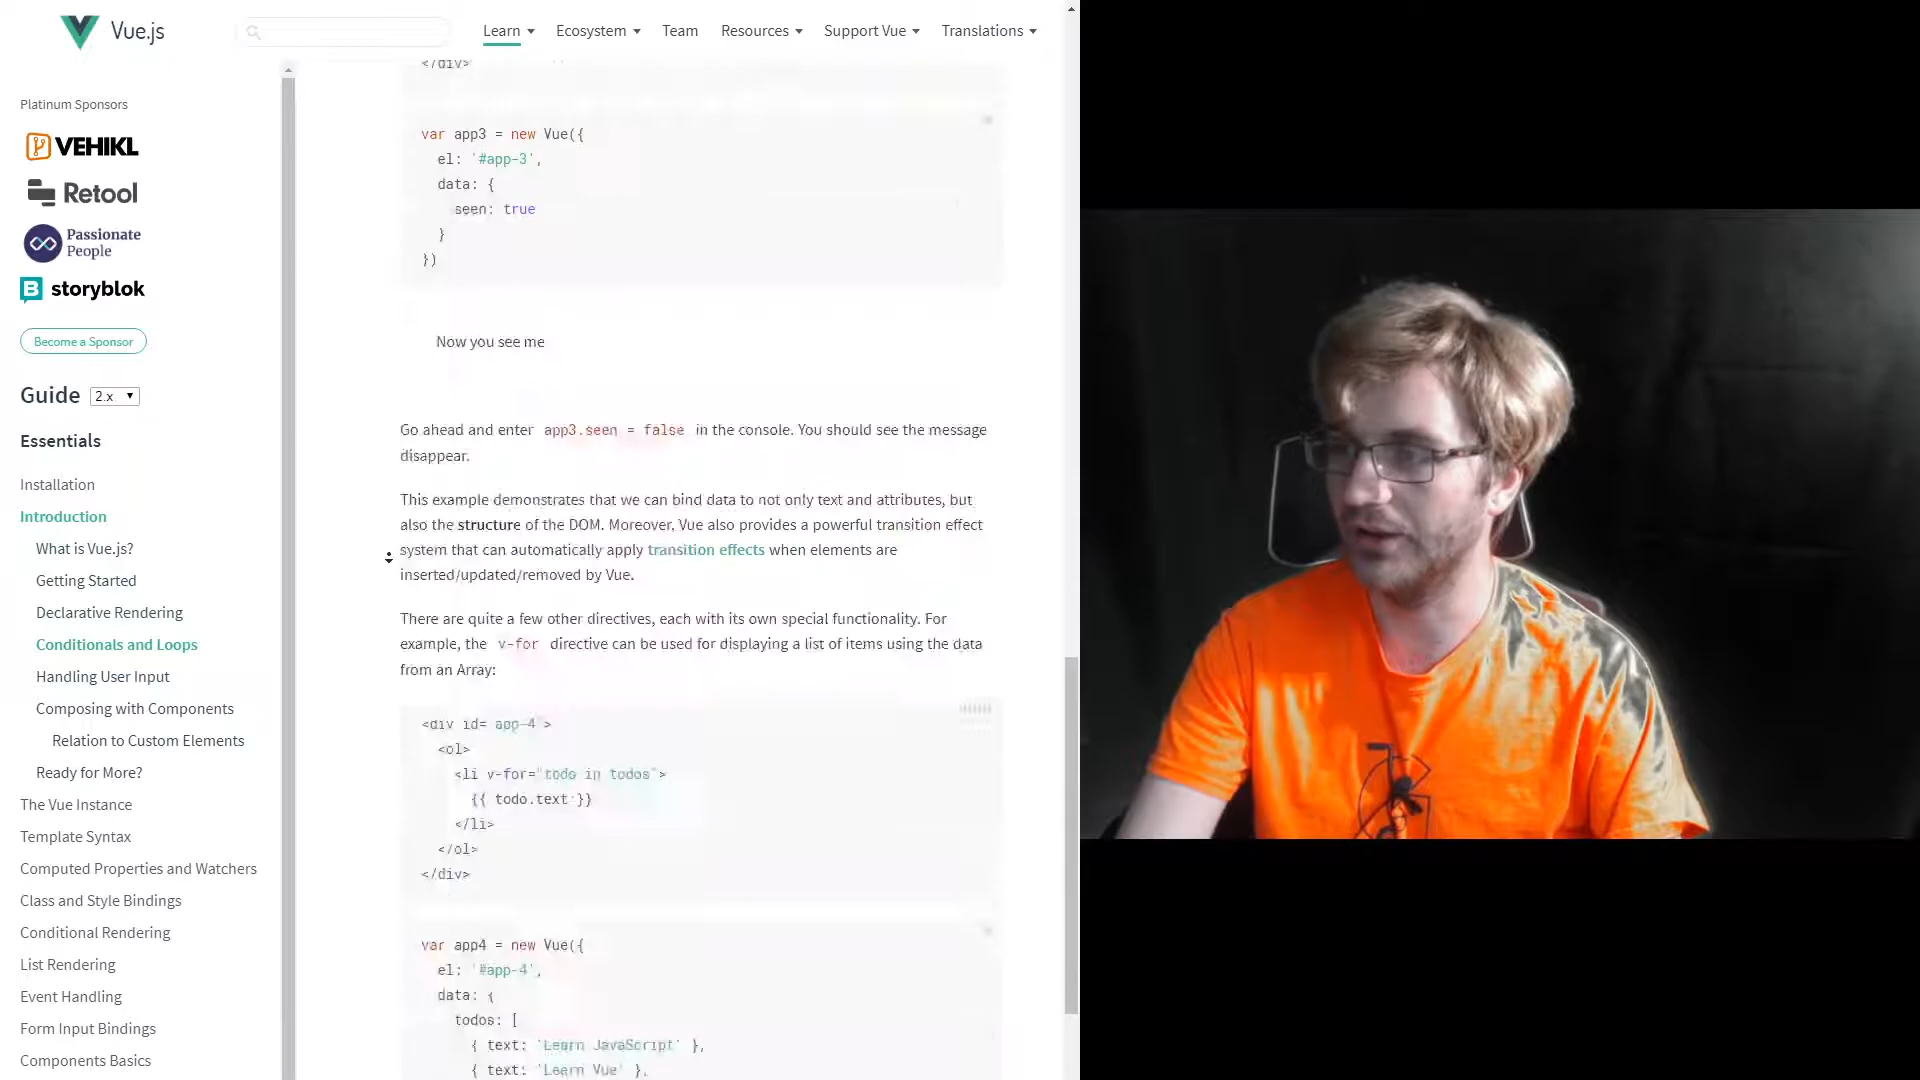 Vue.js
Learn
Ecosystem
Team
Resources
Support Vue
Translations
Platinum Sponsors
VEHIKL
Retool
Passionate
People
B storyblok
Become a Sponsor
Guide 2.x
Essentials
Installation
Introduction
What is Vue.js?
Getting Started
Declarative Rendering
Conditionals and Loops
Handling User Input
Composing with Components
Relation to Custom Elements
Ready for More?
The Vue Instance
Template Syntax
Computed Properties and Watchers
Class and Style Bindings
Conditional Rendering
List Rendering
Event Handling
Form Input Bindings
Components Basics
</div>
var app3 = new Vue({
el: '#app-3',
data: {
seen: true
}
})
Now you see me
Go ahead and enter app3.seen = false in the console. You should see the message
disappear.
This example demonstrates that we can bind data to not only text and attributes, but
also the structure of the DOM. Moreover, Vue also provides a powerful transition effect
system that can automatically apply transition effects when elements are
inserted/updated/removed by Vue.
There are quite a few other directives, each with its own special functionality. For
example, the v-for directive can be used for displaying a list of items using the data
from an Array:
<div id="app-4">
<ol>
<li v-for="todo in todos">
{{ todo.text }}
</li>
</ol>
</div>
var app4 = new Vue({
el: '#app-4',
data: {
todos: [
{ text: 'Learn JavaScript' },
{ text: 'Learn Vue' },